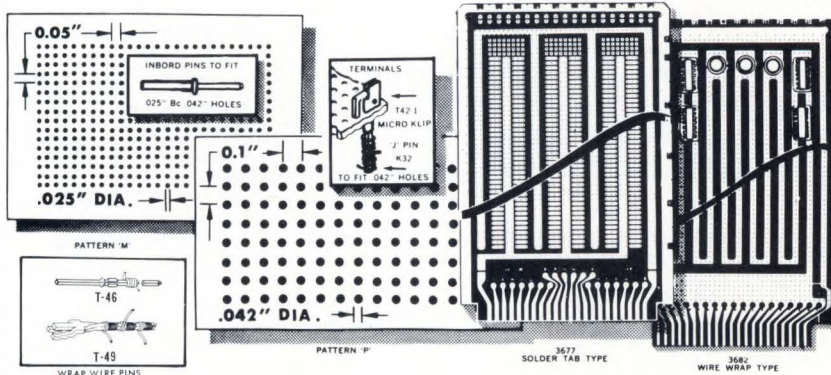 0.05"
INBORD PINS TO FIT
.025" Bc .042" HOLES
.025" DIA.
PATTERN 'M'
T-46
T-49
WRAP WIRE PINS
TERMINALS
T42-1
MICRO-KLIP
'J' PIN
K32
TO FIT .042" HOLES
0.1"
.042" DIA.
PATTERN 'P'
3677
SOLDER TAB TYPE
3682
WIRE WRAP TYPE